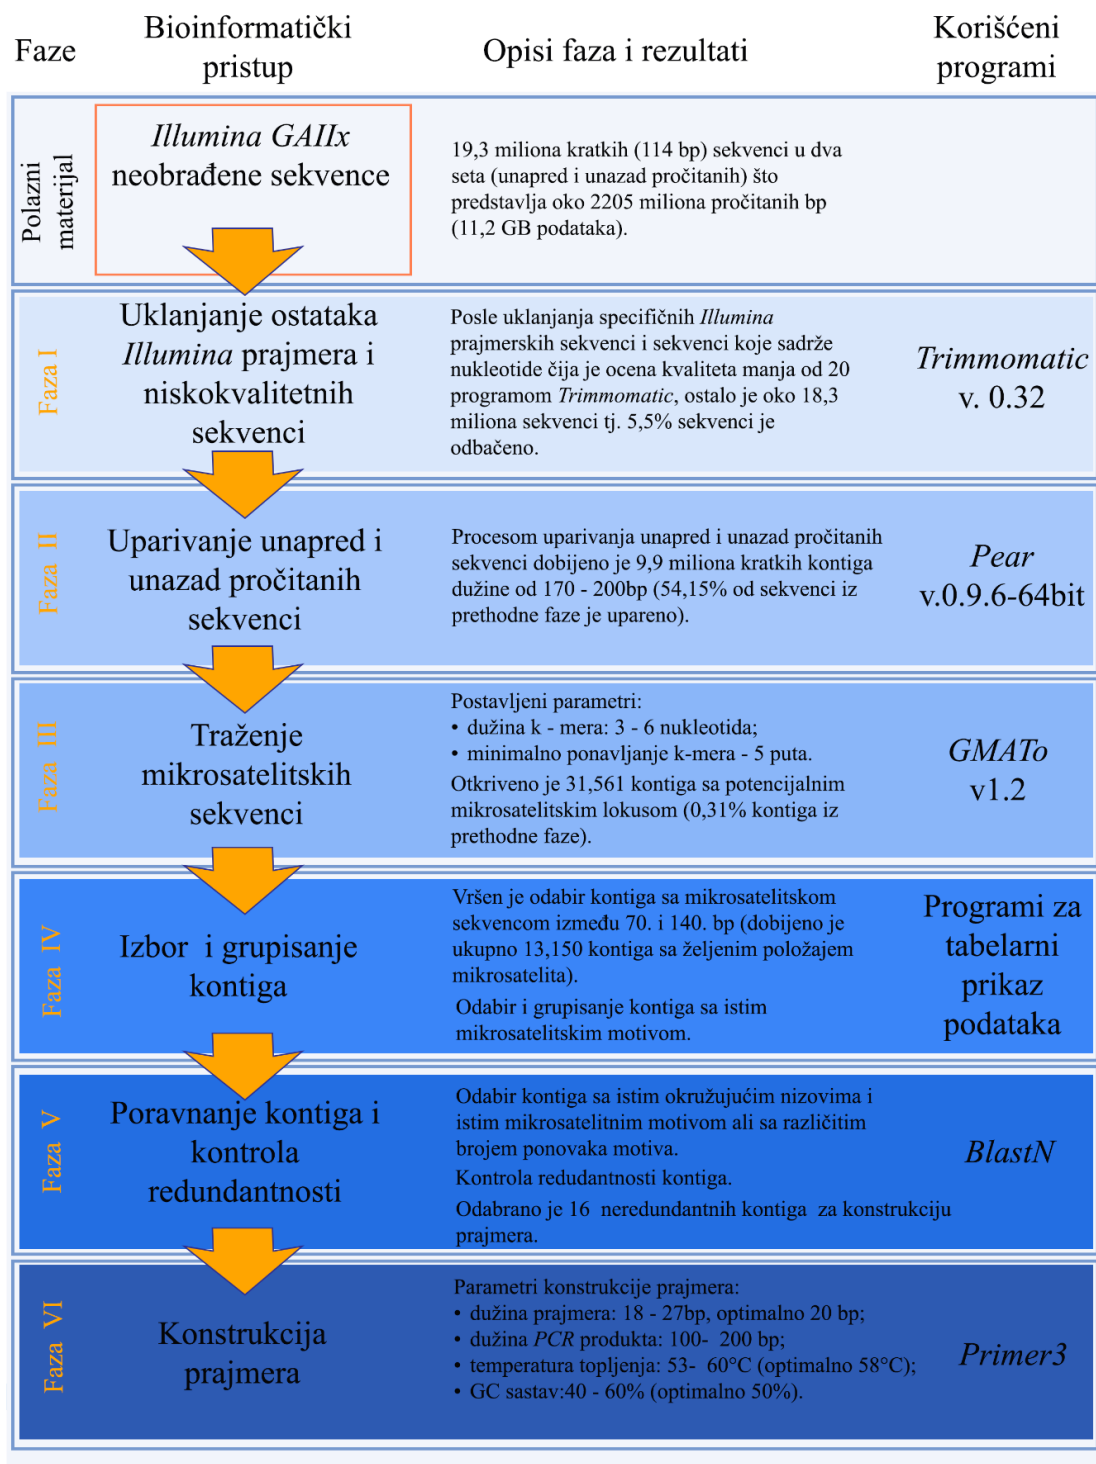 Faze
Bioinformatički
pristup
Opisi faza i rezultati
Korišćeni
programi
Polazni
materijal
Illumina GAIIx
neobrađene sekvence
19,3 miliona kratkih (114 bp) sekvenci u dva
seta (unapred i unazad pročitanih) što
predstavlja oko 2205 miliona pročitanih bp
(11,2 GB podataka).
Faza I
Uklanjanje ostataka
Illumina prajmera i
niskokvalitetnih
sekvenci
Posle uklanjanja specifičnih Illumina
prajmerskih sekvenci i sekvenci koje sadrže
nukleotide čija je ocena kvaliteta manja od 20
programom Trimmomatic, ostalo je oko 18,3
miliona sekvenci tj. 5,5% sekvenci je
odbačeno.
Trimmomatic
v. 0.32
Faza II
Uparivanje unapred i
unazad pročitanih
sekvenci
Procesom uparivanja unapred i unazad pročitanih
sekvenci dobijeno je 9,9 miliona kratkih kontiga
dužine od 170 - 200bp (54,15% od sekvenci iz
prethodne faze je upareno).
Pear
v.0.9.6-64bit
Faza III
Traženje
mikrosatelitskih
sekvenci
Postavljeni parametri:
• dužina k - mera: 3 - 6 nukleotida;
• minimalno ponavljanje k-mera - 5 puta.
Otkriveno je 31,561 kontiga sa potencijalnim
mikrosatelitskim lokusom (0,31% kontiga iz
prethodne faze).
GMATo
v1.2
Faza IV
Izbor i grupisanje
kontiga
Vršen je odabir kontiga sa mikrosatelitskom
sekvencom između 70. i 140. bp (dobijeno je
ukupno 13,150 kontiga sa željenim položajem
mikrosatelita).
Odabir i grupisanje kontiga sa istim
mikrosatelitskim motivom.
Programi za
tabelarni
prikaz
podataka
Faza V
Poravnanje kontiga i
kontrola
redundantnosti
Odabir kontiga sa istim okružujućim nizovima i
istim mikrosatelitnim motivom ali sa različitim
brojem ponovaka motiva.
Kontrola redudantnosti kontiga.
Odabrano je 16 neredundantnih kontiga za konstrukciju
prajmera.
BlastN
Faza VI
Konstrukcija
prajmera
Parametri konstrukcije prajmera:
• dužina prajmera: 18 - 27bp, optimalno 20 bp;
• dužina PCR produkta: 100- 200 bp;
• temperatura topljenja: 53- 60°C (optimalno 58°C);
• GC sastav:40 - 60% (optimalno 50%).
Primer3